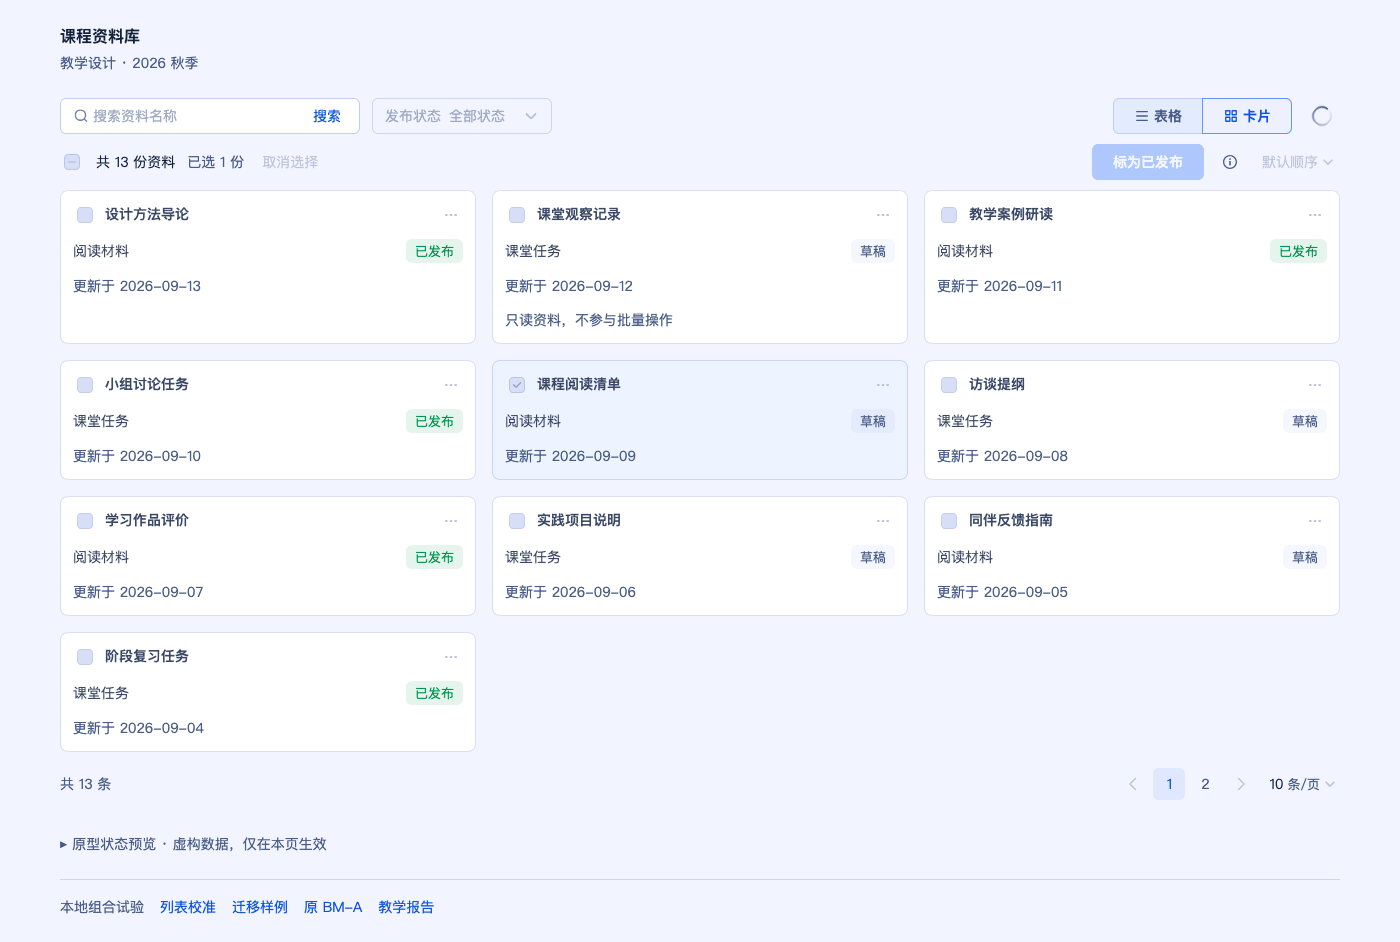 课程资料库
教学设计 · 2026 秋季
搜索资料名称 搜索 发布状态 全部状态 表格 卡片
共 13 份资料 已选 1 份 取消选择 标为已发布 默认顺序
设计方法导论
阅读材料 已发布
更新于 2026-09-13
课堂观察记录
课堂任务 草稿
更新于 2026-09-12
只读资料，不参与批量操作
教学案例研读
阅读材料 已发布
更新于 2026-09-11
小组讨论任务
课堂任务 已发布
更新于 2026-09-10
课程阅读清单
阅读材料 草稿
更新于 2026-09-09
访谈提纲
课堂任务 草稿
更新于 2026-09-08
学习作品评价
阅读材料 已发布
更新于 2026-09-07
实践项目说明
课堂任务 草稿
更新于 2026-09-06
同伴反馈指南
阅读材料 草稿
更新于 2026-09-05
阶段复习任务
课堂任务 已发布
更新于 2026-09-04
共 13 条 1 2 10 条/页
原型状态预览 · 虚构数据，仅在本页生效
本地组合试验 列表校准 迁移样例 原 BM-A 教学报告